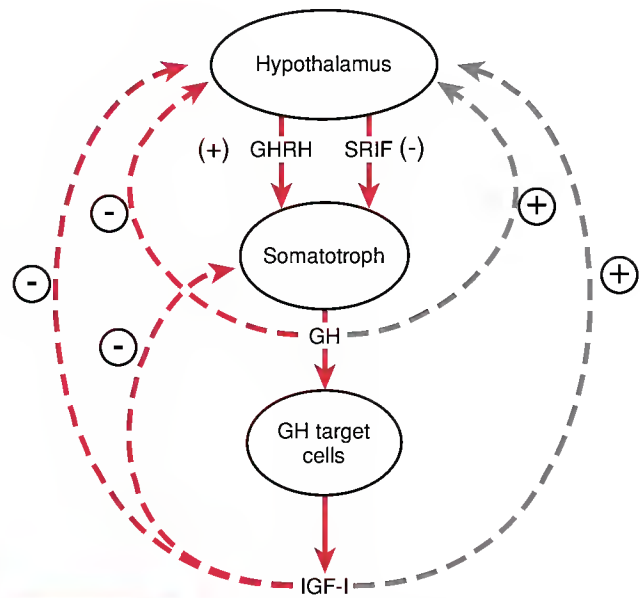 Hypothalamus
(+) GHRH SRIF (-)
- +
Somatotroph
- +
-
GH
GH target
cells
IGF-I